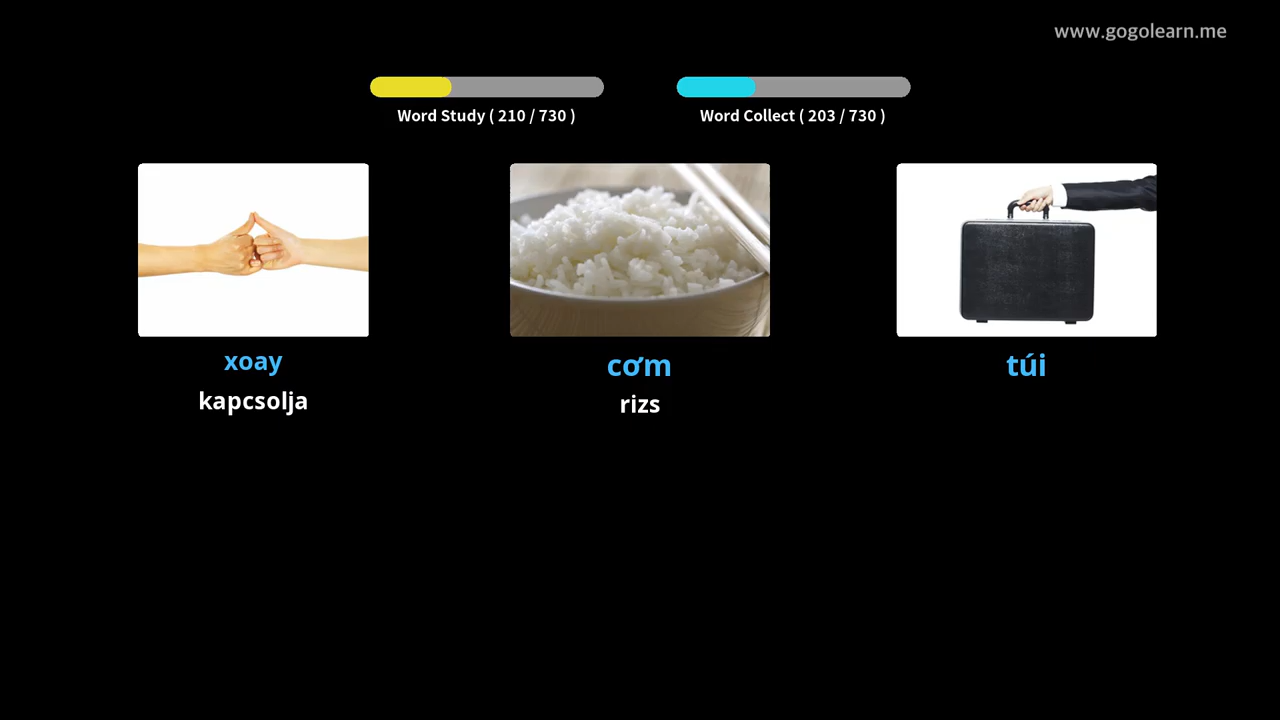 www.gogolearn.me
Word Study ( 210 / 730 )
Word Collect ( 203 / 730 )
xoay
kapcsolja
cơm
rizs
túi